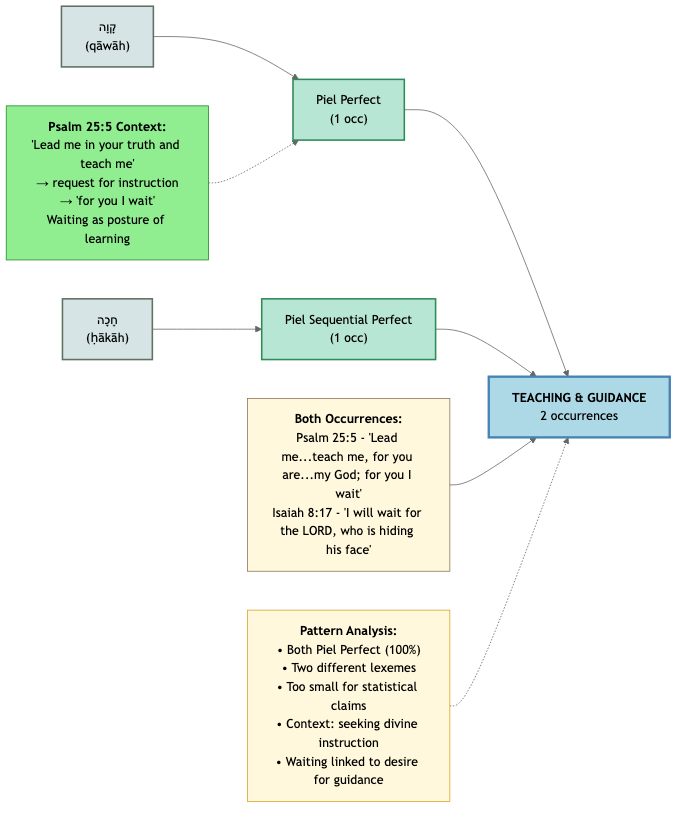 קָוָה
(qāwāh)
Piel Perfect
(1 occ)
Psalm 25:5 Context:
'Lead me in your truth and
teach me'
→ request for instruction
→ 'for you I wait'
Waiting as posture of
learning
חָכָה
(ḥākāh)
Piel Sequential Perfect
(1 occ)
TEACHING & GUIDANCE
2 occurrences
Both Occurrences:
Psalm 25:5 - 'Lead
me...teach me, for you
are...my God; for you I
wait'
Isaiah 8:17 - 'I will wait for
the LORD, who is hiding
his face'
Pattern Analysis:
• Both Piel Perfect (100%)
• Two different lexemes
• Too small for statistical
claims
• Context: seeking divine
instruction
• Waiting linked to desire
for guidance